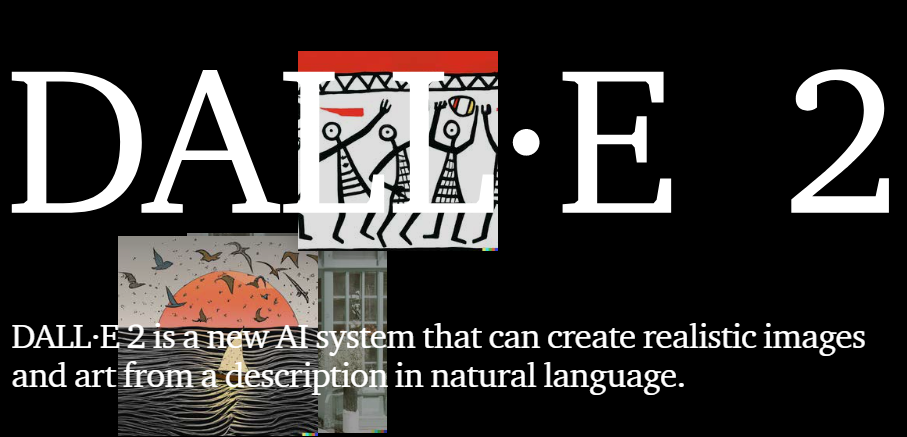 DALL·E 2
DALL·E 2 is a new AI system that can create realistic images
and art from a description in natural language.